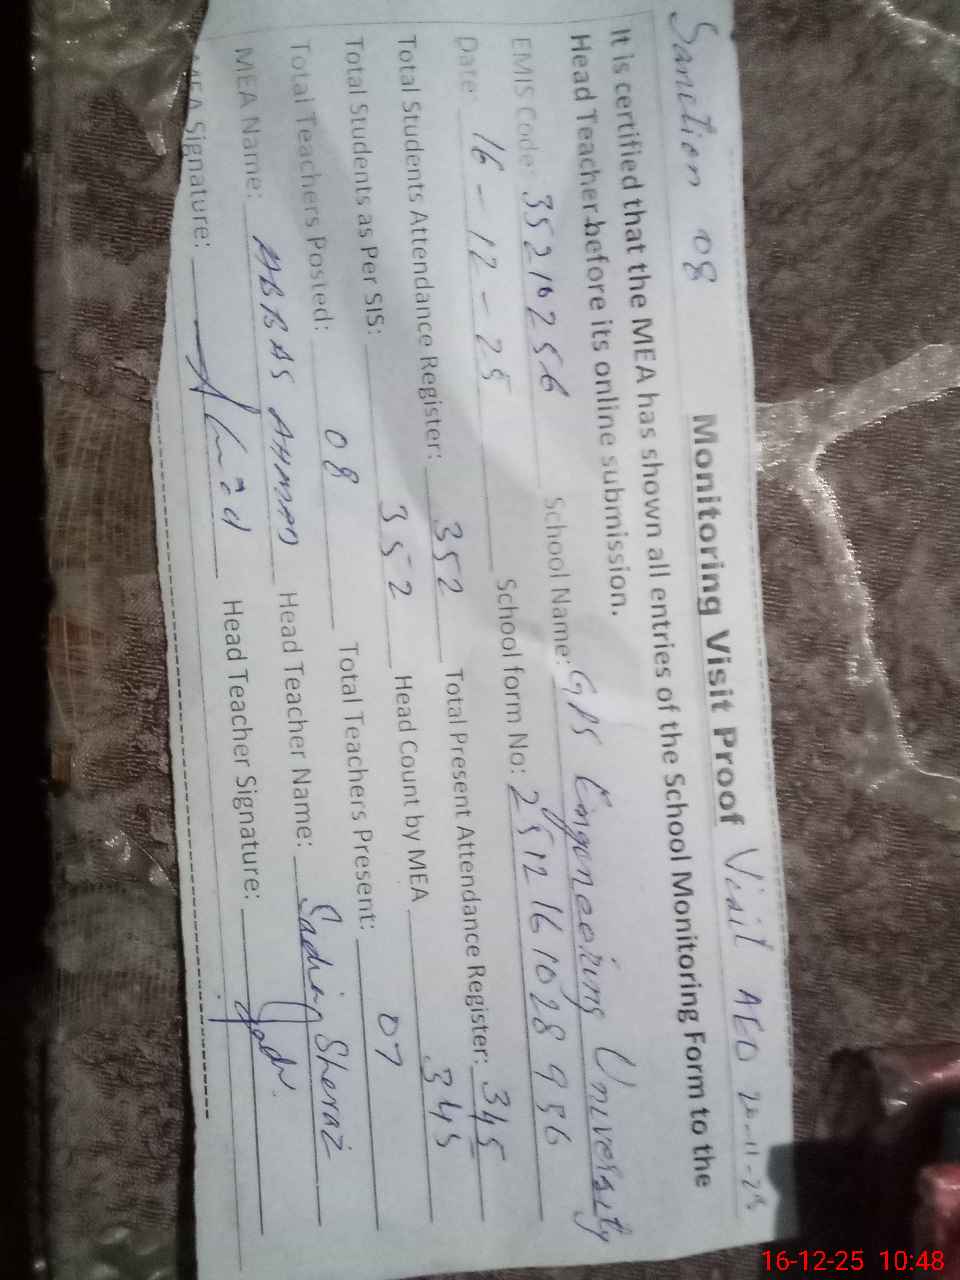 Sanction 08 Monitoring Visit Proof Visit AEO 20-11-25
It is certified that the MEA has shown all entries of the School Monitoring Form to the
Head Teacher before its online submission.
EMIS Code: 35210256 School Name: GPS Engineering University
Date: 16-12-25 School form No: 2512161028956
Total Students Attendance Register: 352 Total Present Attendance Register: 345
Total Students as Per SIS: 352 Head Count by MEA 345
Total Teachers Posted: 08 Total Teachers Present: 07
MEA Name: ABBAS AHMAD Head Teacher Name: Sheraz
MEA Signature: Head Teacher Signature:
16-12-25 10:48